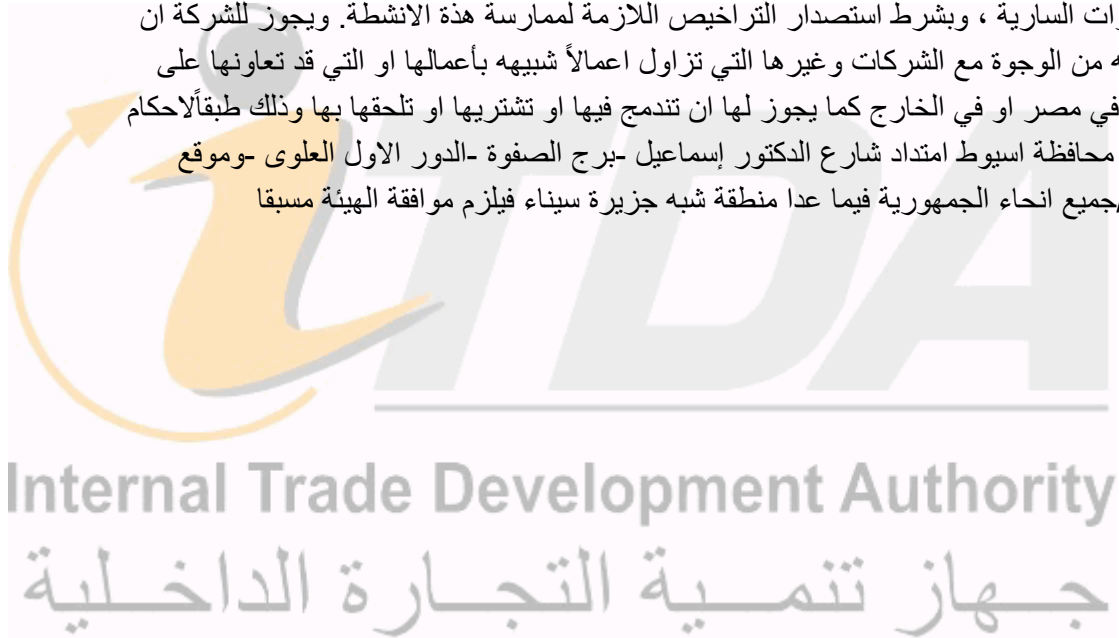 ات السارية ، وبشرط استصدار التراخيص اللازمة لممارسة هذة الانشطة. ويجوز للشركة ان
من الوجوة مع الشركات وغيرها التي تزاول اعمالاً شبيهه بأعمالها او التي قد تعاونها على
في مصر او في الخارج كما يجوز لها ان تندمج فيها او تشتريها او تلحقها بها وذلك طبقاًلاحكام
محافظة اسيوط امتداد شارع الدكتور إسماعيل -برج الصفوة -الدور الاول العلوى -وموقع
جميع انحاء الجمهورية فيما عدا منطقة شبه جزيرة سيناء فيلزم موافقة الهيئة مسبقا
iTDA
Internal Trade Development Authority
جهاز تنمية التجارة الداخلية